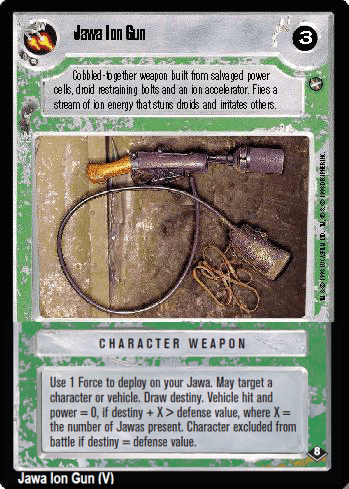 Jawa Ion Gun
3
Cobbled-together weapon built from salvaged power
cells, droid restraining bolts and an ion accelerator. Fires a
stream of ion energy that stuns droids and irritates others.
CHARACTER WEAPON
Use 1 Force to deploy on your Jawa. May target a
character or vehicle. Draw destiny. Vehicle hit and
power = 0, if destiny + X > defense value, where X =
the number of Jawas present. Character excluded from
battle if destiny = defense value.
8
Jawa Ion Gun (V)